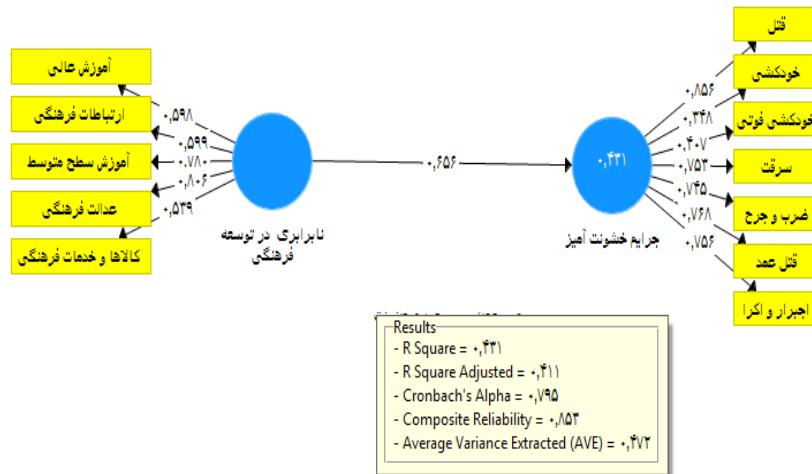 آموزش عالی
ارتباطات فرهنگی
آموزش سطح متوسط
عدالت فرهنگی
کالاها و خدمات فرهنگی
۰,۵۹۸
۰,۵۹۹
۰.۷۸۰
۰,۸۰۶
۰,۵۳۹
نابرابری در توسعه
فرهنگی
۰,۶۵۶
۰,۴۳۱
جرایم خشونت آمیز
۰,۸۵۶
۰,۳۴۸
۰,۴۰۷
۰,۷۵۳
۰,۷۴۵
۰,۷۶۸
۰,۷۵۶
قتل
خودکشی
خودکشی فوتی
سرقت
ضرب و جرح
قتل عمد
اجبرار و اکرا
Results
- R Square = ۰,۴۳۱
- R Square Adjusted = ۰,۴۱۱
- Cronbach's Alpha = ۰,۷۹۵
- Composite Reliability = ۰,۸۵۳
- Average Variance Extracted (AVE) = ۰,۴۷۲